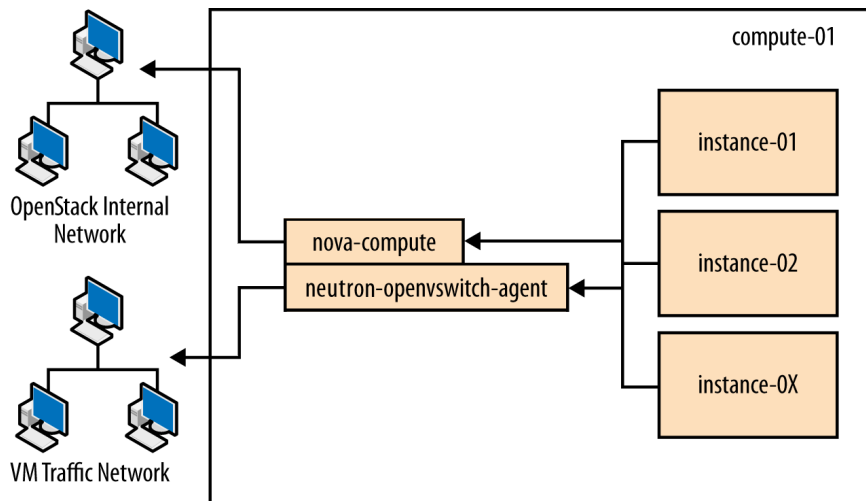 compute-01
instance-01
OpenStack Internal
Network
nova-compute
instance-02
neutron-openvswitch-agent
instance-0X
VM Traffic Network